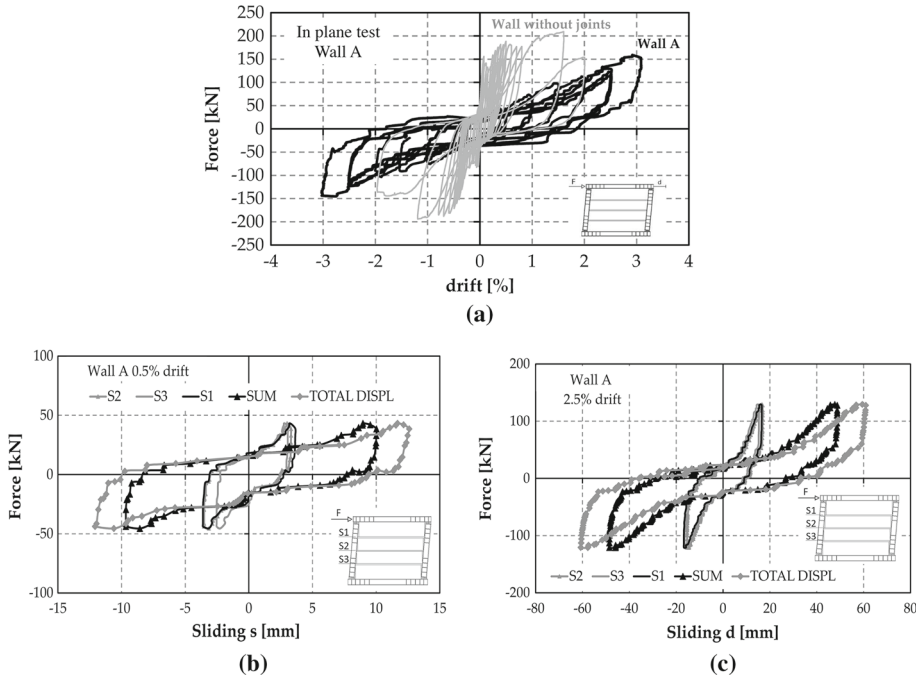 In plane test
Wall A
Wall without joints
Wall A
Force [kN]
250
200
150
100
50
0
-50
-100
-150
-200
-250
-4 -3 -2 -1 0 1 2 3 4
drift [%]
F d
(a)
Wall A 0.5% drift
S2 S3 S1 SUM TOTAL DISPL
Force [kN]
100
50
0
-50
-100
-15 -10 -5 0 5 10 15
Sliding s [mm]
F
S1
S2
S3
(b)
Wall A
2.5% drift
Force [kN]
200
100
0
-100
-200
-80 -60 -40 -20 0 20 40 60 80
Sliding d [mm]
F
S1
S2
S3
S2 S3 S1 SUM TOTAL DISPL
(c)